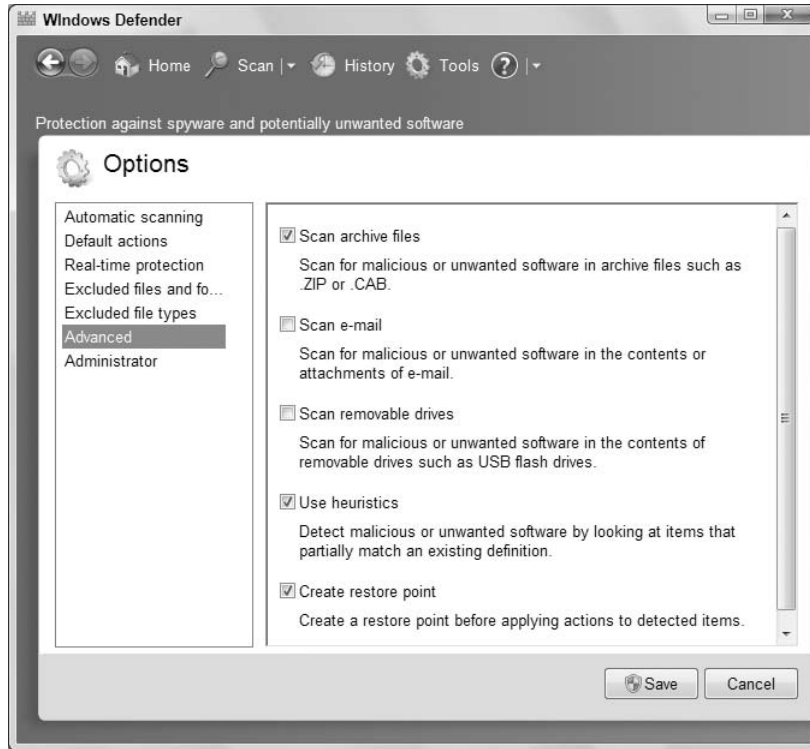 WIndows Defender
Home Scan History Tools ?
Protection against spyware and potentially unwanted software
Options
Automatic scanning
Default actions
Real-time protection
Excluded files and fo...
Excluded file types
Advanced
Administrator
Scan archive files
Scan for malicious or unwanted software in archive files such as
.ZIP or .CAB.
Scan e-mail
Scan for malicious or unwanted software in the contents or
attachments of e-mail.
Scan removable drives
Scan for malicious or unwanted software in the contents of
removable drives such as USB flash drives.
Use heuristics
Detect malicious or unwanted software by looking at items that
partially match an existing definition.
Create restore point
Create a restore point before applying actions to detected items.
Save Cancel